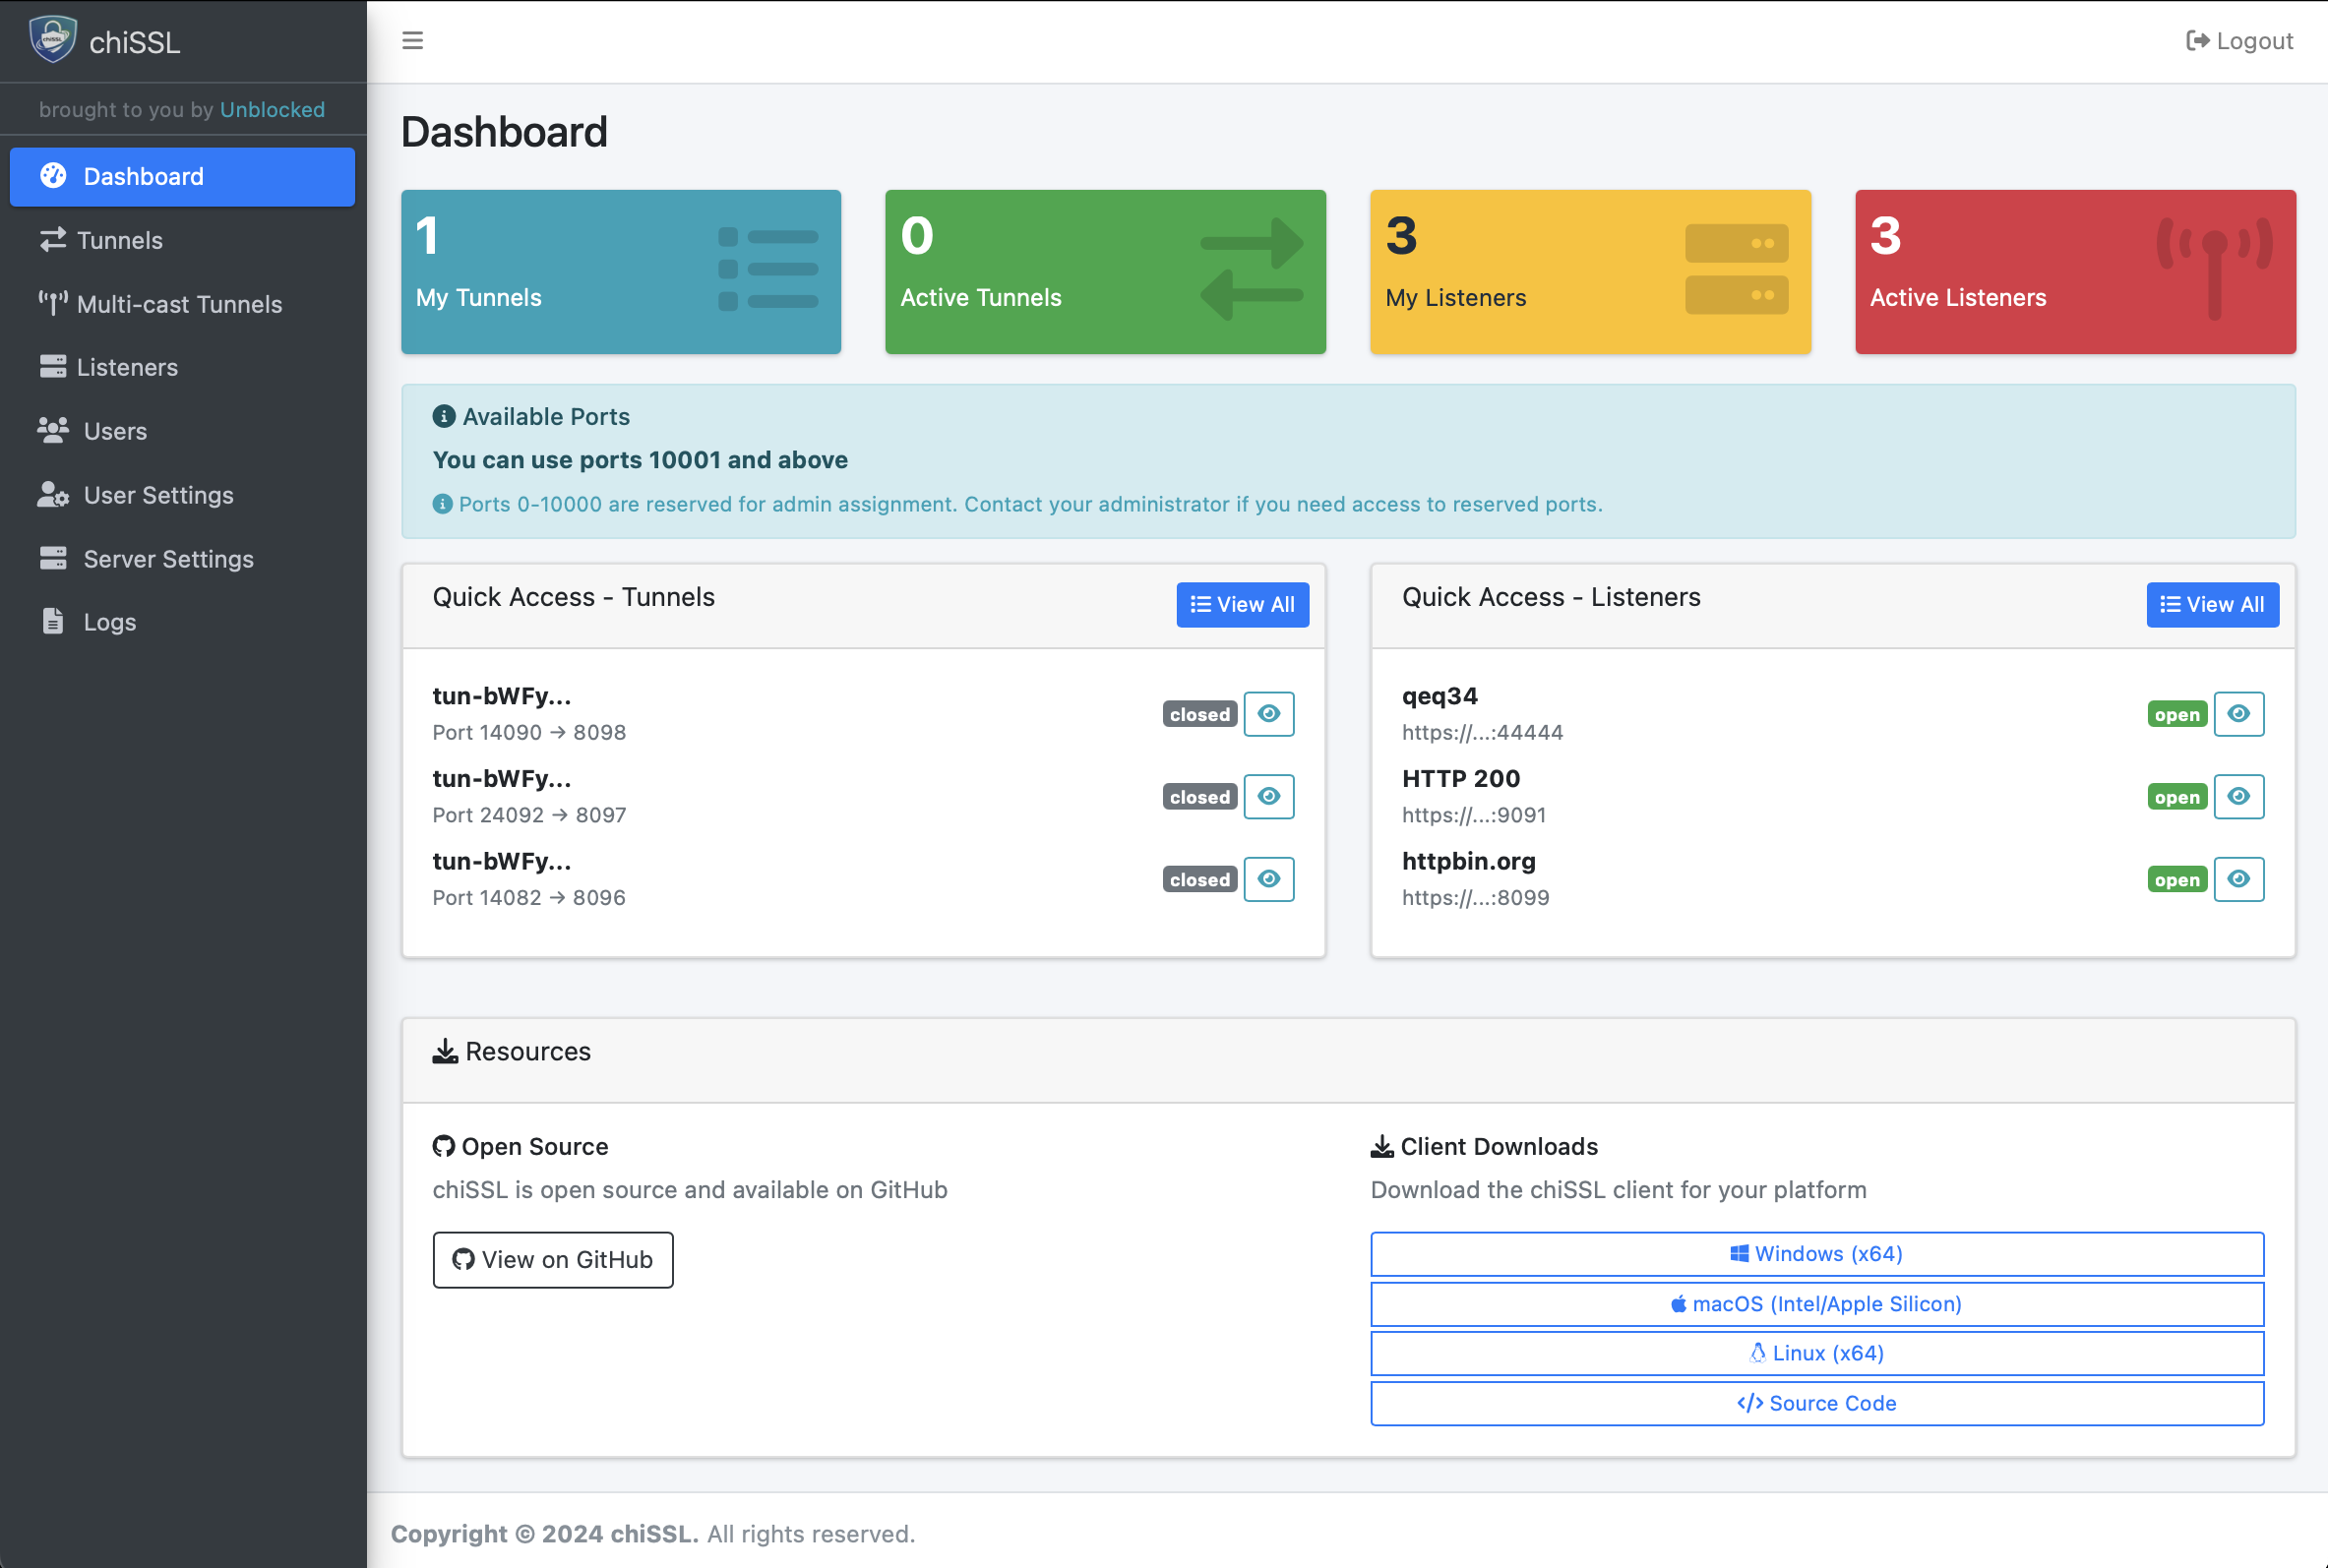 chiSSL
Logout
brought to you by Unblocked
Dashboard
Tunnels
Multi-cast Tunnels
Listeners
Users
User Settings
Server Settings
Logs
Dashboard
1
My Tunnels
0
Active Tunnels
3
My Listeners
3
Active Listeners
Available Ports
You can use ports 10001 and above
Ports 0-10000 are reserved for admin assignment. Contact your administrator if you need access to reserved ports.
Quick Access - Tunnels
View All
tun-bWFy...
Port 14090 → 8098
closed
tun-bWFy...
Port 24092 → 8097
closed
tun-bWFy...
Port 14082 → 8096
closed
Quick Access - Listeners
View All
qeq34
https://...:44444
open
HTTP 200
https://...:9091
open
httpbin.org
https://...:8099
open
Resources
Open Source
chiSSL is open source and available on GitHub
View on GitHub
Client Downloads
Download the chiSSL client for your platform
Windows (x64)
macOS (Intel/Apple Silicon)
Linux (x64)
Source Code
Copyright © 2024 chiSSL. All rights reserved.